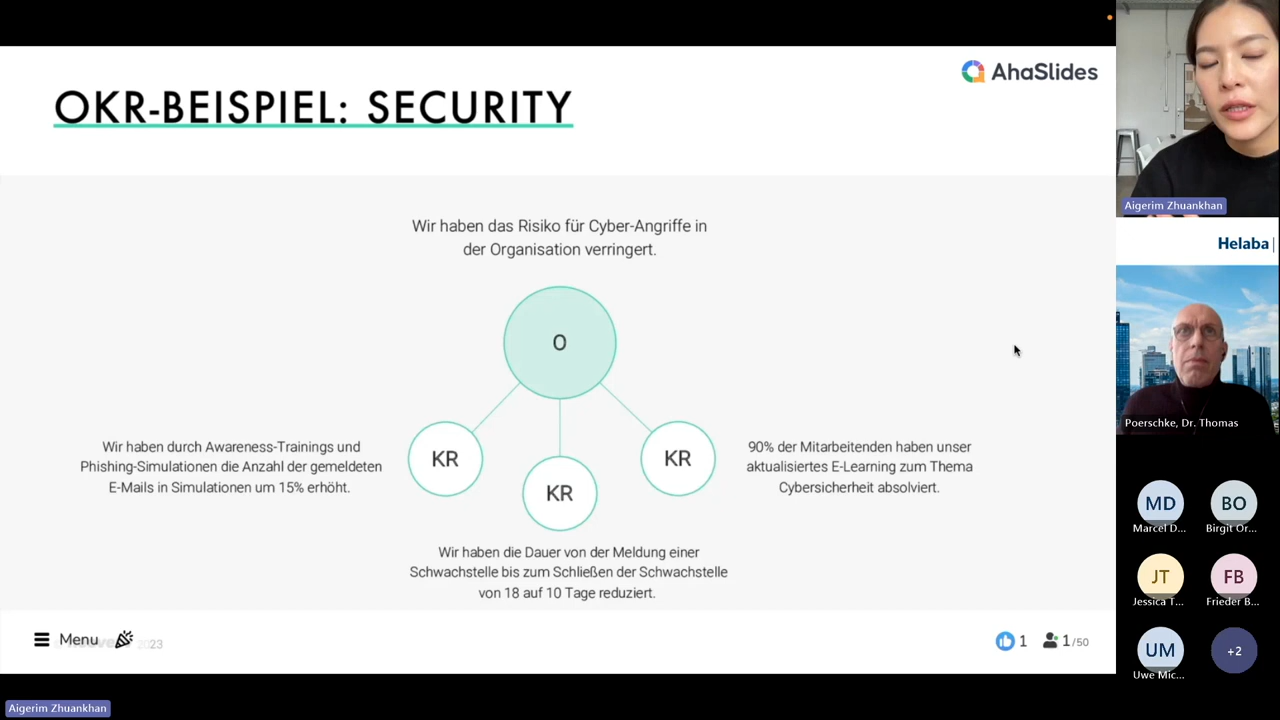 AhaSlides
OKR-BEISPIEL: SECURITY
Wir haben das Risiko für Cyber-Angriffe in
der Organisation verringert.
O
Wir haben durch Awareness-Trainings und
Phishing-Simulationen die Anzahl der gemeldeten
E-Mails in Simulationen um 15% erhöht.
KR
KR
KR
90% der Mitarbeitenden haben unser
aktualisiertes E-Learning zum Thema
Cybersicherheit absolviert.
Wir haben die Dauer von der Meldung einer
Schwachstelle bis zum Schließen der Schwachstelle
von 18 auf 10 Tage reduziert.
Menu
2023
1
1/50
Aigerim Zhuankhan
Aigerim Zhuankhan
Helaba
Poerschke, Dr. Thomas
MD
Marcel D...
BO
Birgit Or...
JT
Jessica T...
FB
Frieder B...
UM
Uwe Mic...
+2